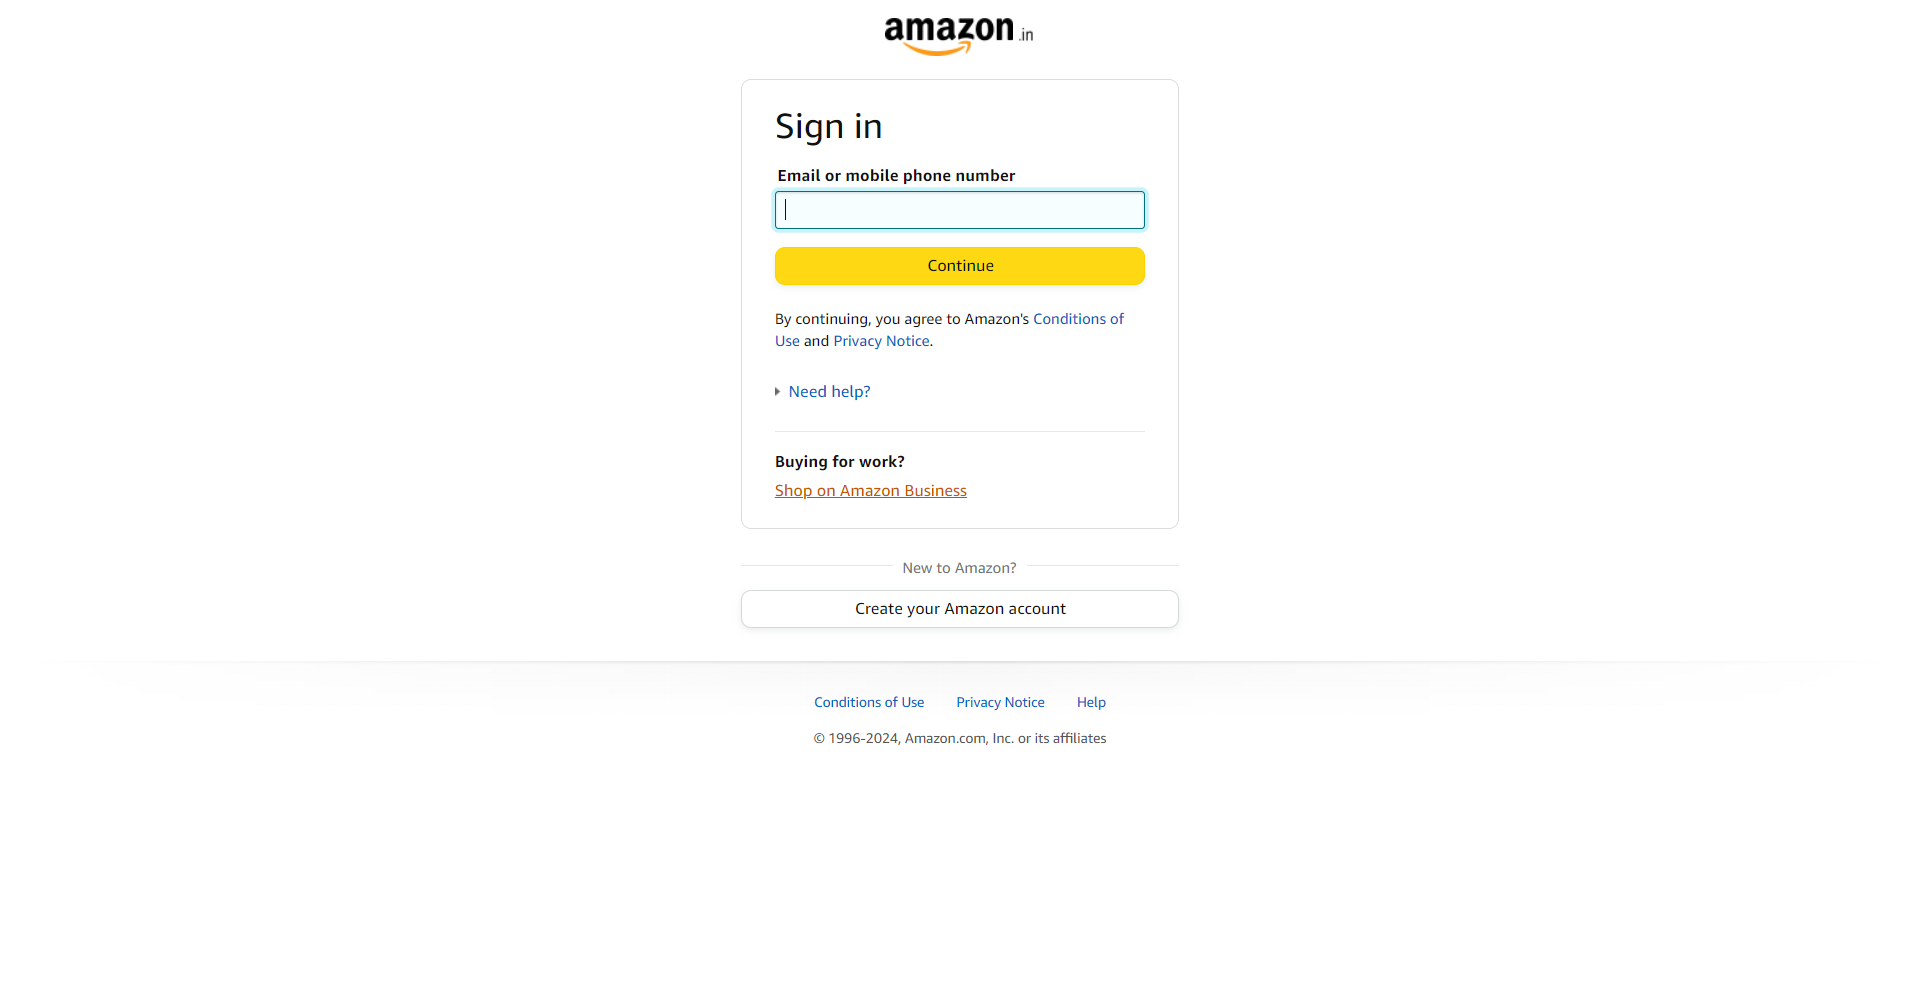 amazon.in
Sign in
Email or mobile phone number
Continue
By continuing, you agree to Amazon's Conditions of
Use and Privacy Notice.
Need help?
Buying for work?
Shop on Amazon Business
New to Amazon?
Create your Amazon account
Conditions of Use Privacy Notice Help
© 1996-2024, Amazon.com, Inc. or its affiliates